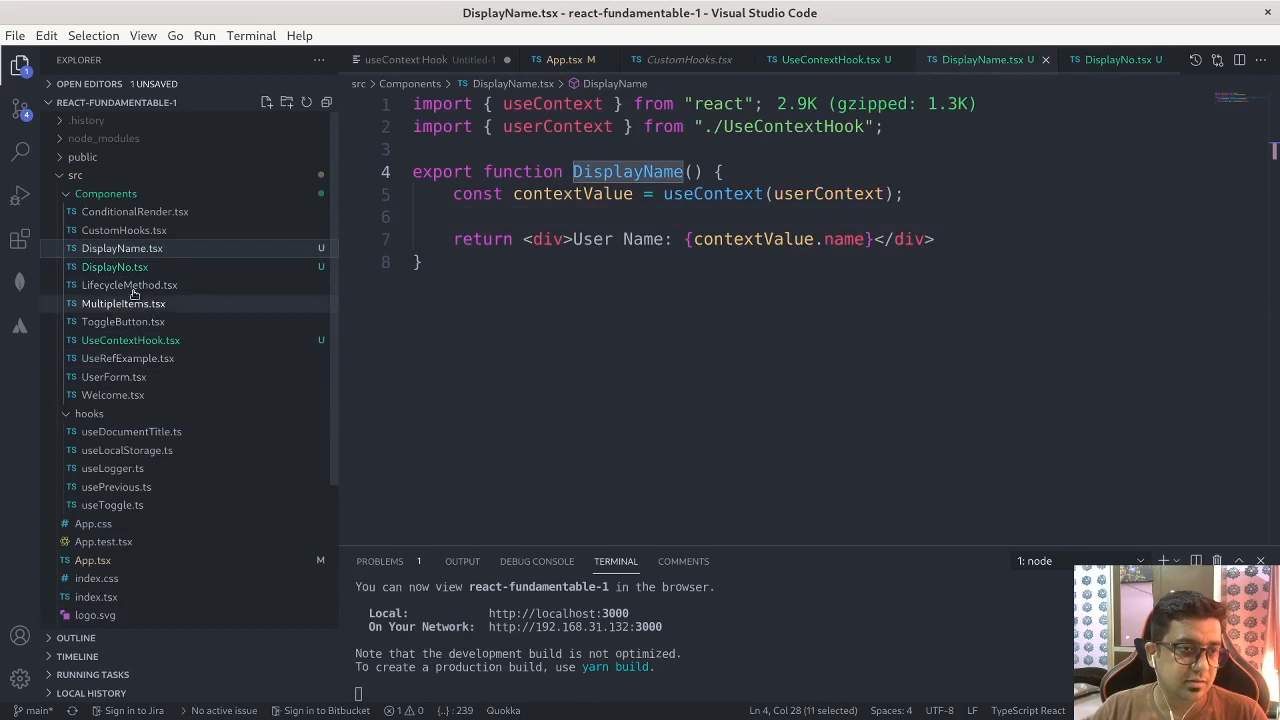 DisplayName.tsx - react-fundamentable-1 - Visual Studio Code
File Edit Selection View Go Run Terminal Help
EXPLORER
OPEN EDITORS 1 UNSAVED
REACT-FUNDAMENTABLE-1
.history
node_modules
public
src
Components
ConditionalRender.tsx
CustomHooks.tsx
DisplayName.tsx U
DisplayNo.tsx U
LifecycleMethod.tsx
MultipleItems.tsx
ToggleButton.tsx
UseContextHook.tsx U
UseRefExample.tsx
UserForm.tsx
Welcome.tsx
hooks
useDocumentTitle.ts
useLocalStorage.ts
useLogger.ts
usePrevious.ts
useToggle.ts
App.css
App.test.tsx
App.tsx M
index.css
index.tsx
logo.svg
OUTLINE
TIMELINE
RUNNING TASKS
LOCAL HISTORY
useContext Hook Untitled-1 App.tsx M CustomHooks.tsx UseContextHook.tsx U DisplayName.tsx U DisplayNo.tsx U
src > Components > DisplayName.tsx > DisplayName
1 import { useContext } from "react"; 2.9K (gzipped: 1.3K)
2 import { userContext } from "./UseContextHook";
3
4 export function DisplayName() {
5 const contextValue = useContext(userContext);
6
7 return <div>User Name: {contextValue.name}</div>
8 }
PROBLEMS 1 OUTPUT DEBUG CONSOLE TERMINAL COMMENTS 1: node
You can now view react-fundamentable-1 in the browser.
Local: http://localhost:3000
On Your Network: http://192.168.31.132:3000
Note that the development build is not optimized.
To create a production build, use yarn build.
main* Sign in to Jira No active issue Sign in to Bitbucket 1 0 {..} : 239 Quokka Ln 4, Col 28 (11 selected) Spaces: 4 UTF-8 LF TypeScript React